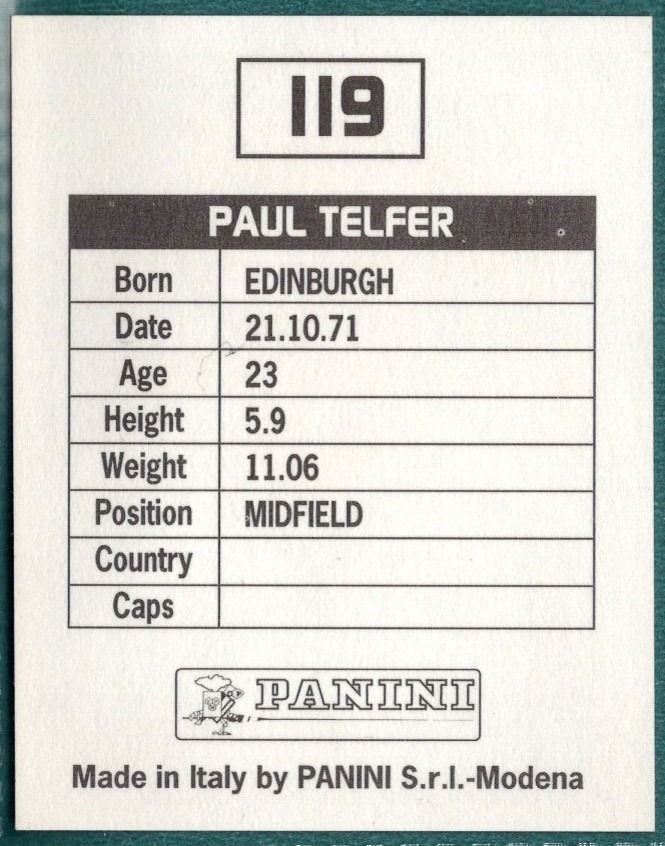 119
PAUL TELFER
Born EDINBURGH
Date 21.10.71
Age 23
Height 5.9
Weight 11.06
Position MIDFIELD
Country
Caps
PANINI
Made in Italy by PANINI S.r.l.-Modena